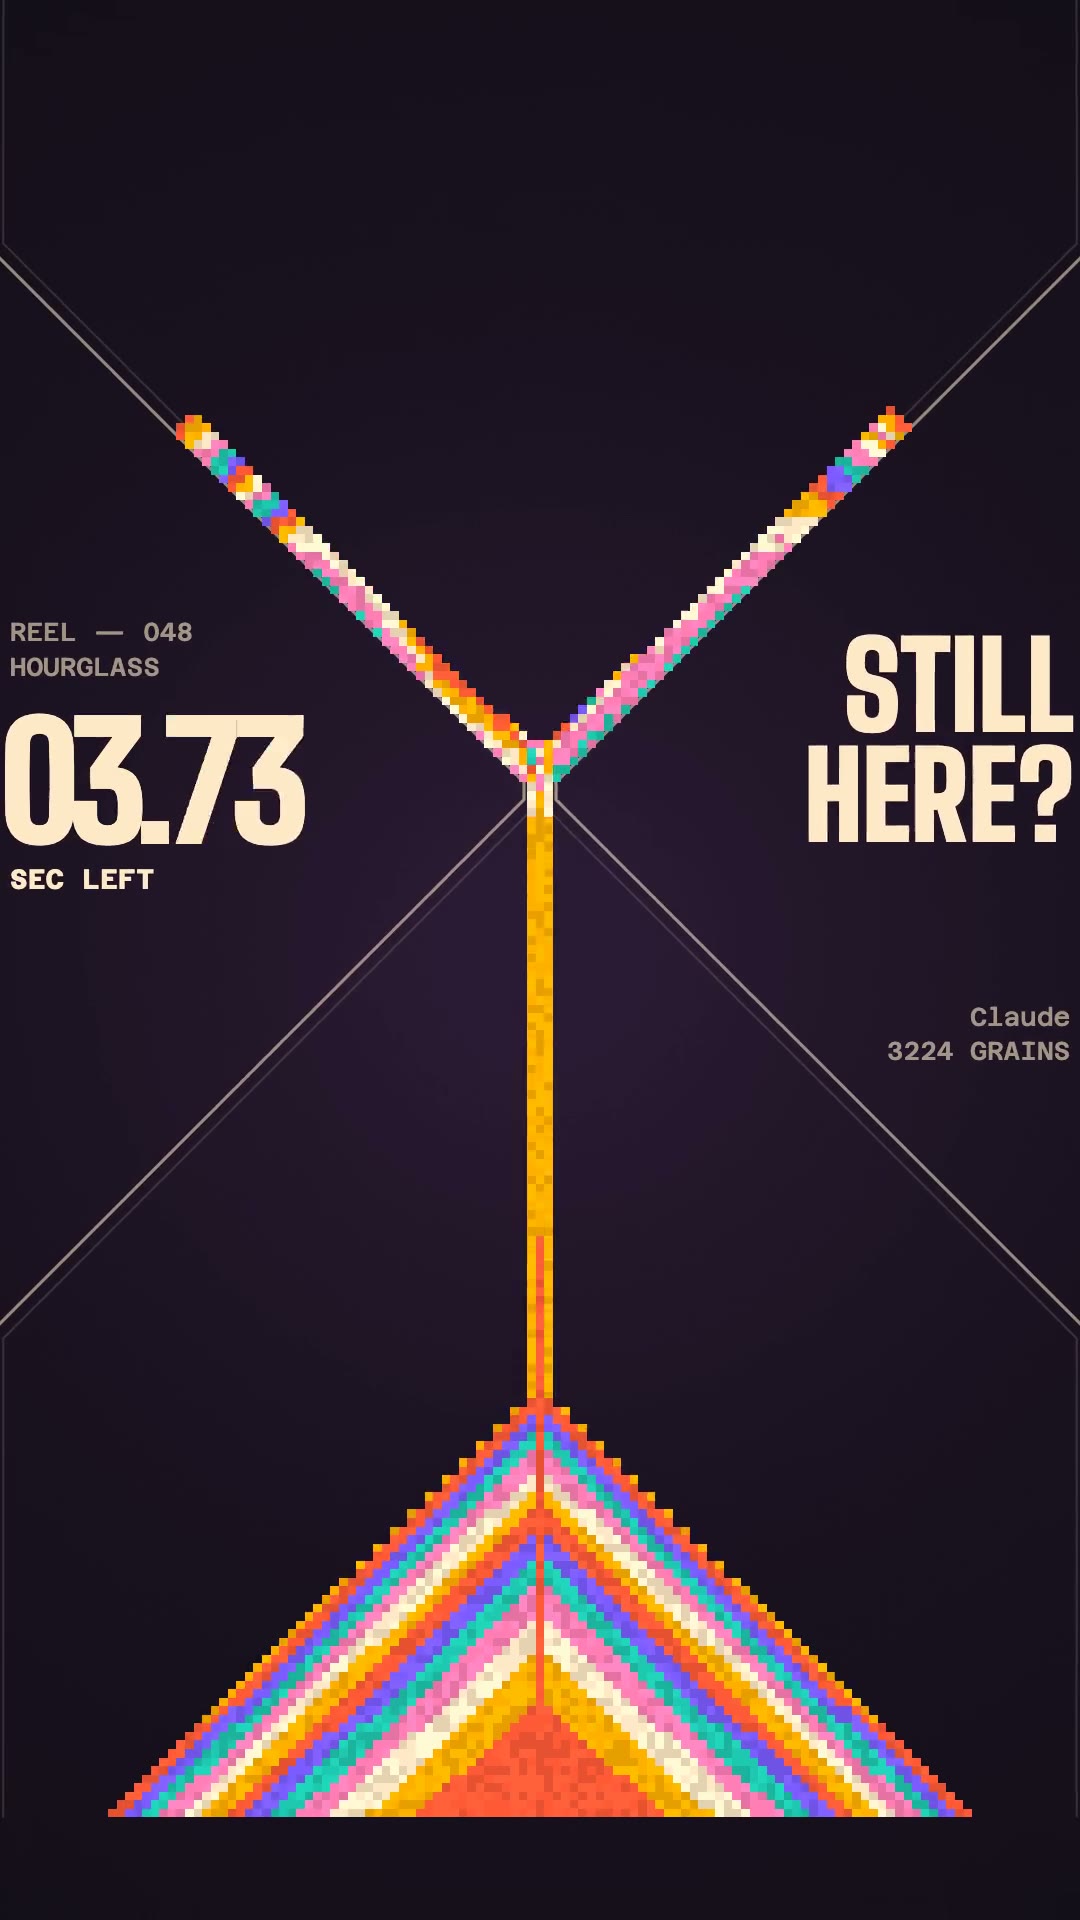 REEL — 048
HOURGLASS
03.73
SEC LEFT
STILL
HERE?
Claude
3224 GRAINS